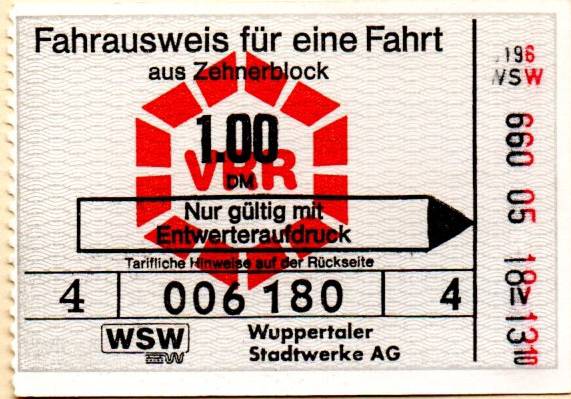 Fahrausweis für eine Fahrt
aus Zehnerblock
1.00
VRR
DM
Nur gültig mit
Entwerteraufdruck
Tarifliche Hinweise auf der Rückseite
4 006 180 4
WSW
Wuppertaler
Stadtwerke AG
196
WSW
660 05